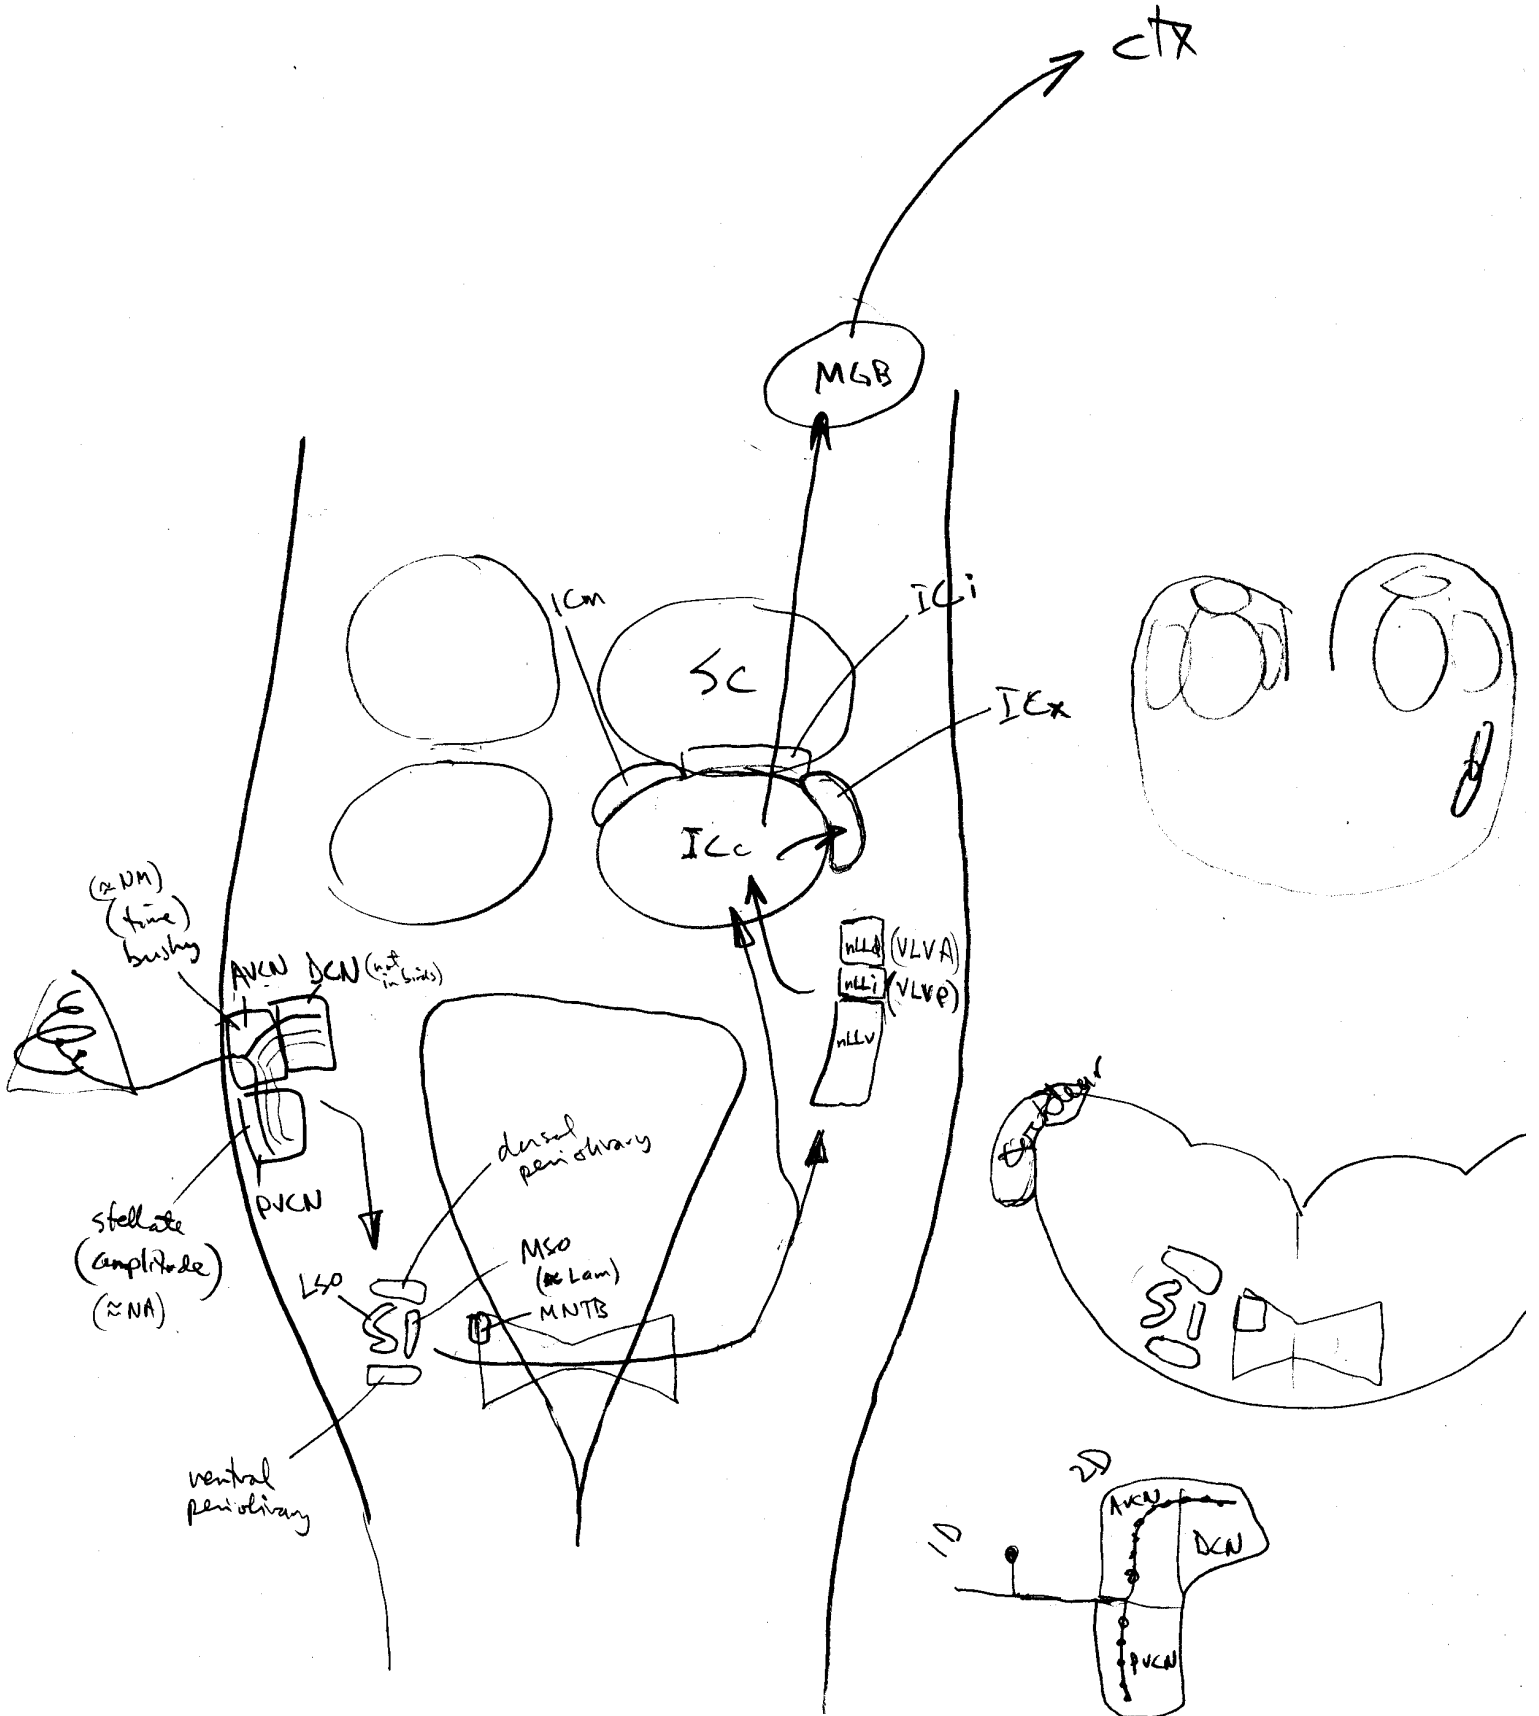 ctx
MGB
ICm
ICi
SC
ICx
ICc
(≈ NM)
(time)
bushy
AVCN
DCN (not
in birds)
nLLd (VLVA)
nLLi (VLVP)
nLLv
PVCN
stellate
(amplitude)
(≈ NA)
dorsal
periolivary
LSO
MSO
(≈ Lam)
MNTB
ventral
periolivary
2D
1D
AVCN
DCN
PVCN